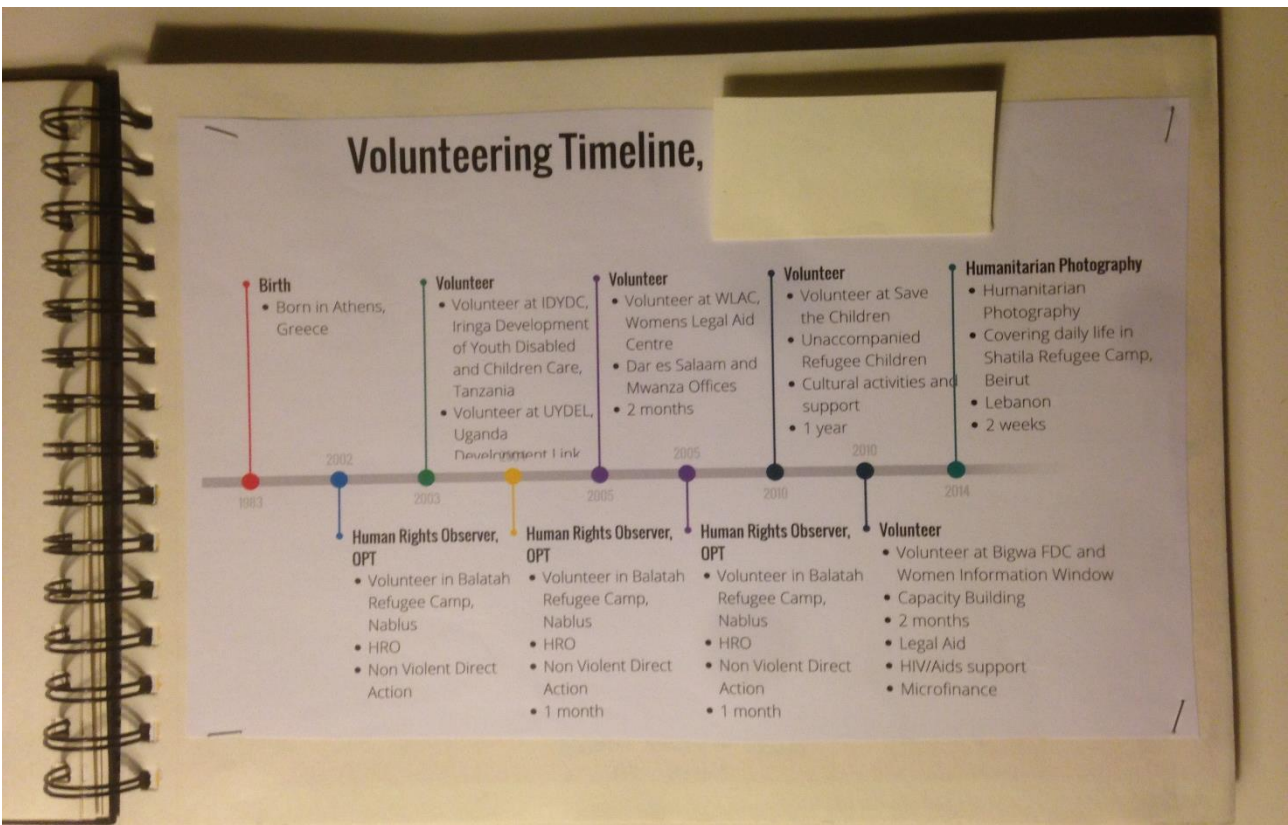 Volunteering Timeline,
Birth
• Born in Athens,
Greece
Volunteer
• Volunteer at IDYDC,
Iringa Development
of Youth Disabled
and Children Care,
Tanzania
• Volunteer at UYDEL,
Uganda
Development Link
Volunteer
• Volunteer at WLAC,
Womens Legal Aid
Centre
• Dar es Salaam and
Mwanza Offices
• 2 months
Volunteer
• Volunteer at Save
the Children
• Unaccompanied
Refugee Children
• Cultural activities and
support
• 1 year
Humanitarian Photography
• Humanitarian
Photography
• Covering daily life in
Shatila Refugee Camp,
Beirut
• Lebanon
• 2 weeks
2002
2005
2010
1983
2003
2005
2010
2014
Human Rights Observer,
OPT
• Volunteer in Balatah
Refugee Camp,
Nablus
• HRO
• Non Violent Direct
Action
Human Rights Observer,
OPT
• Volunteer in Balatah
Refugee Camp,
Nablus
• HRO
• Non Violent Direct
Action
• 1 month
Human Rights Observer,
OPT
• Volunteer in Balatah
Refugee Camp,
Nablus
• HRO
• Non Violent Direct
Action
• 1 month
Volunteer
• Volunteer at Bigwa FDC and
Women Information Window
• Capacity Building
• 2 months
• Legal Aid
• HIV/Aids support
• Microfinance